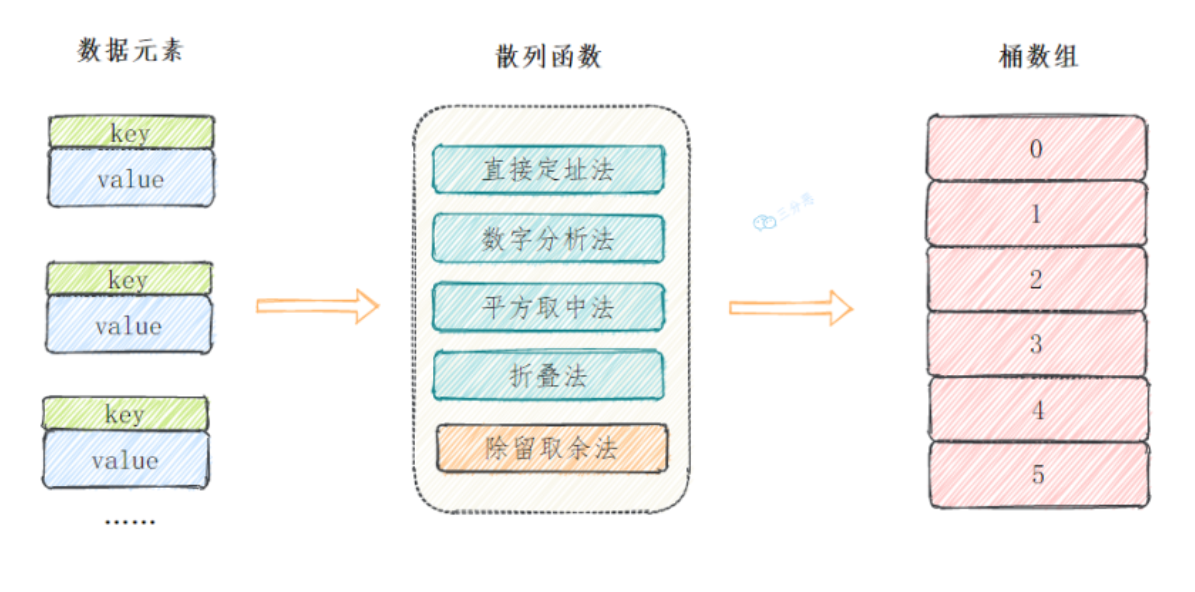 数据元素
key
value
key
value
key
value
......
散列函数
直接定址法
数字分析法
平方取中法
折叠法
除留取余法
三分恶
桶数组
0
1
2
3
4
5